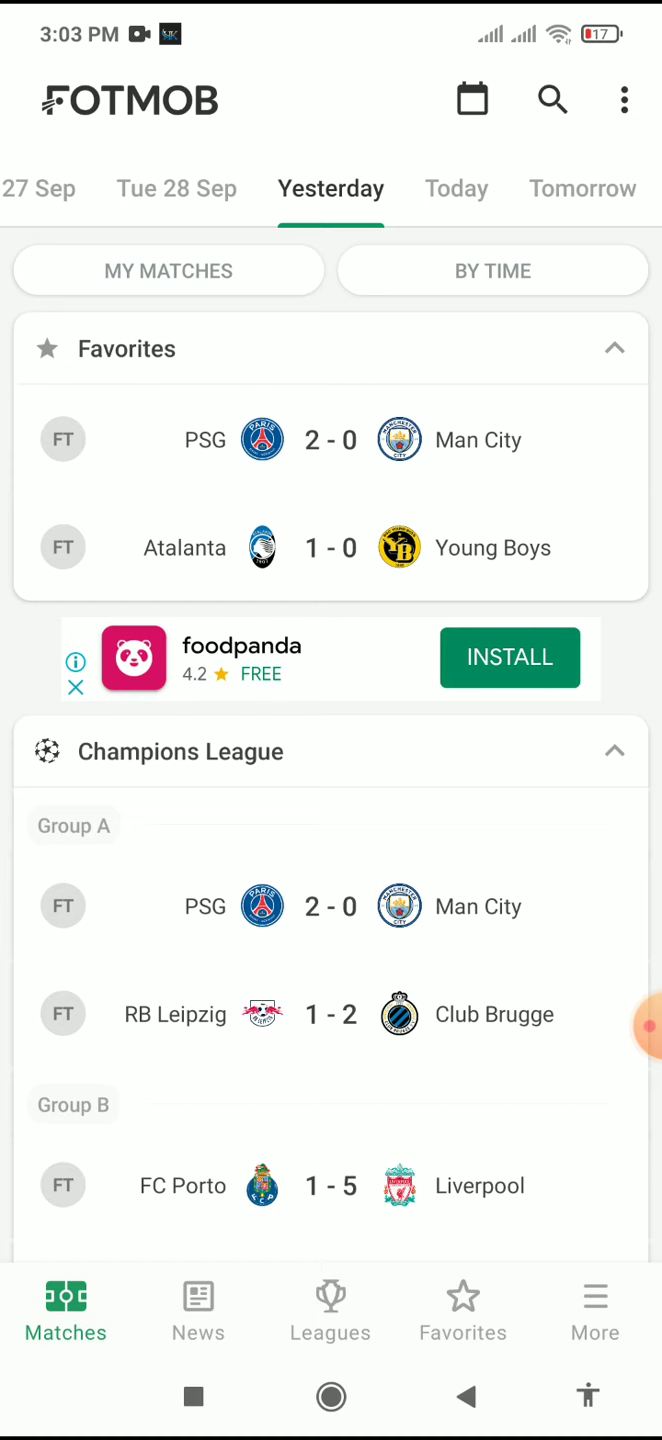 3:03 PM 17
FOTMOB
27 Sep Tue 28 Sep Yesterday Today Tomorrow
MY MATCHES BY TIME
Favorites
FT PSG 2 - 0 Man City
FT Atalanta 1 - 0 Young Boys
foodpanda
4.2 FREE
INSTALL
Champions League
Group A
FT PSG 2 - 0 Man City
FT RB Leipzig 1 - 2 Club Brugge
Group B
FT FC Porto 1 - 5 Liverpool
Matches News Leagues Favorites More